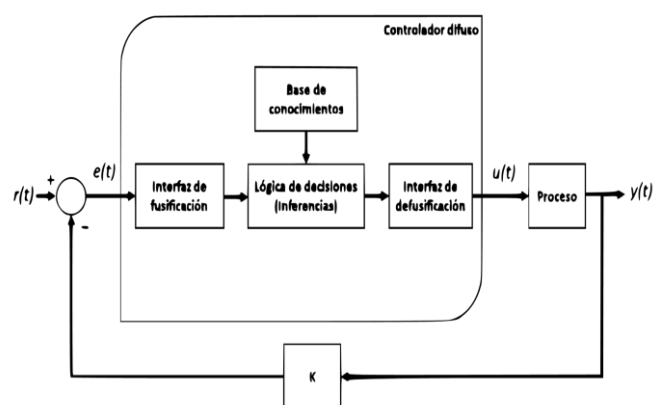 Controlador difuso
Base de
conocimientos
+
r(t)
e(t)
-
Interfaz de
fusificación
Lógica de decisiones
(Inferencias)
Interfaz de
defusificación
u(t)
Proceso
y(t)
K